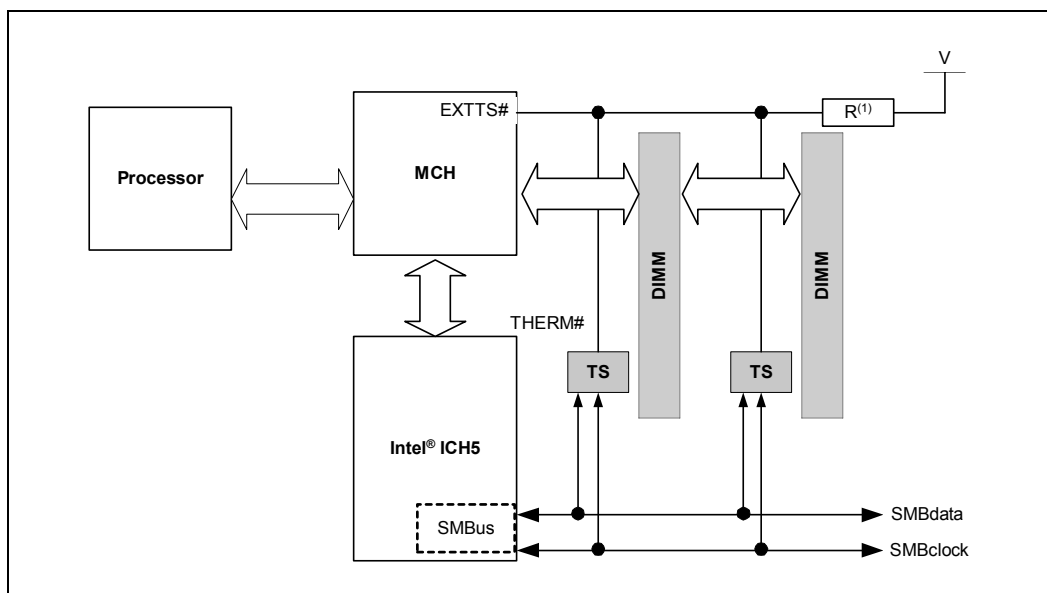 V
EXTTS#
R(1)
Processor
MCH
DIMM
DIMM
THERM#
TS
TS
Intel® ICH5
SMBus
SMBdata
SMBclock